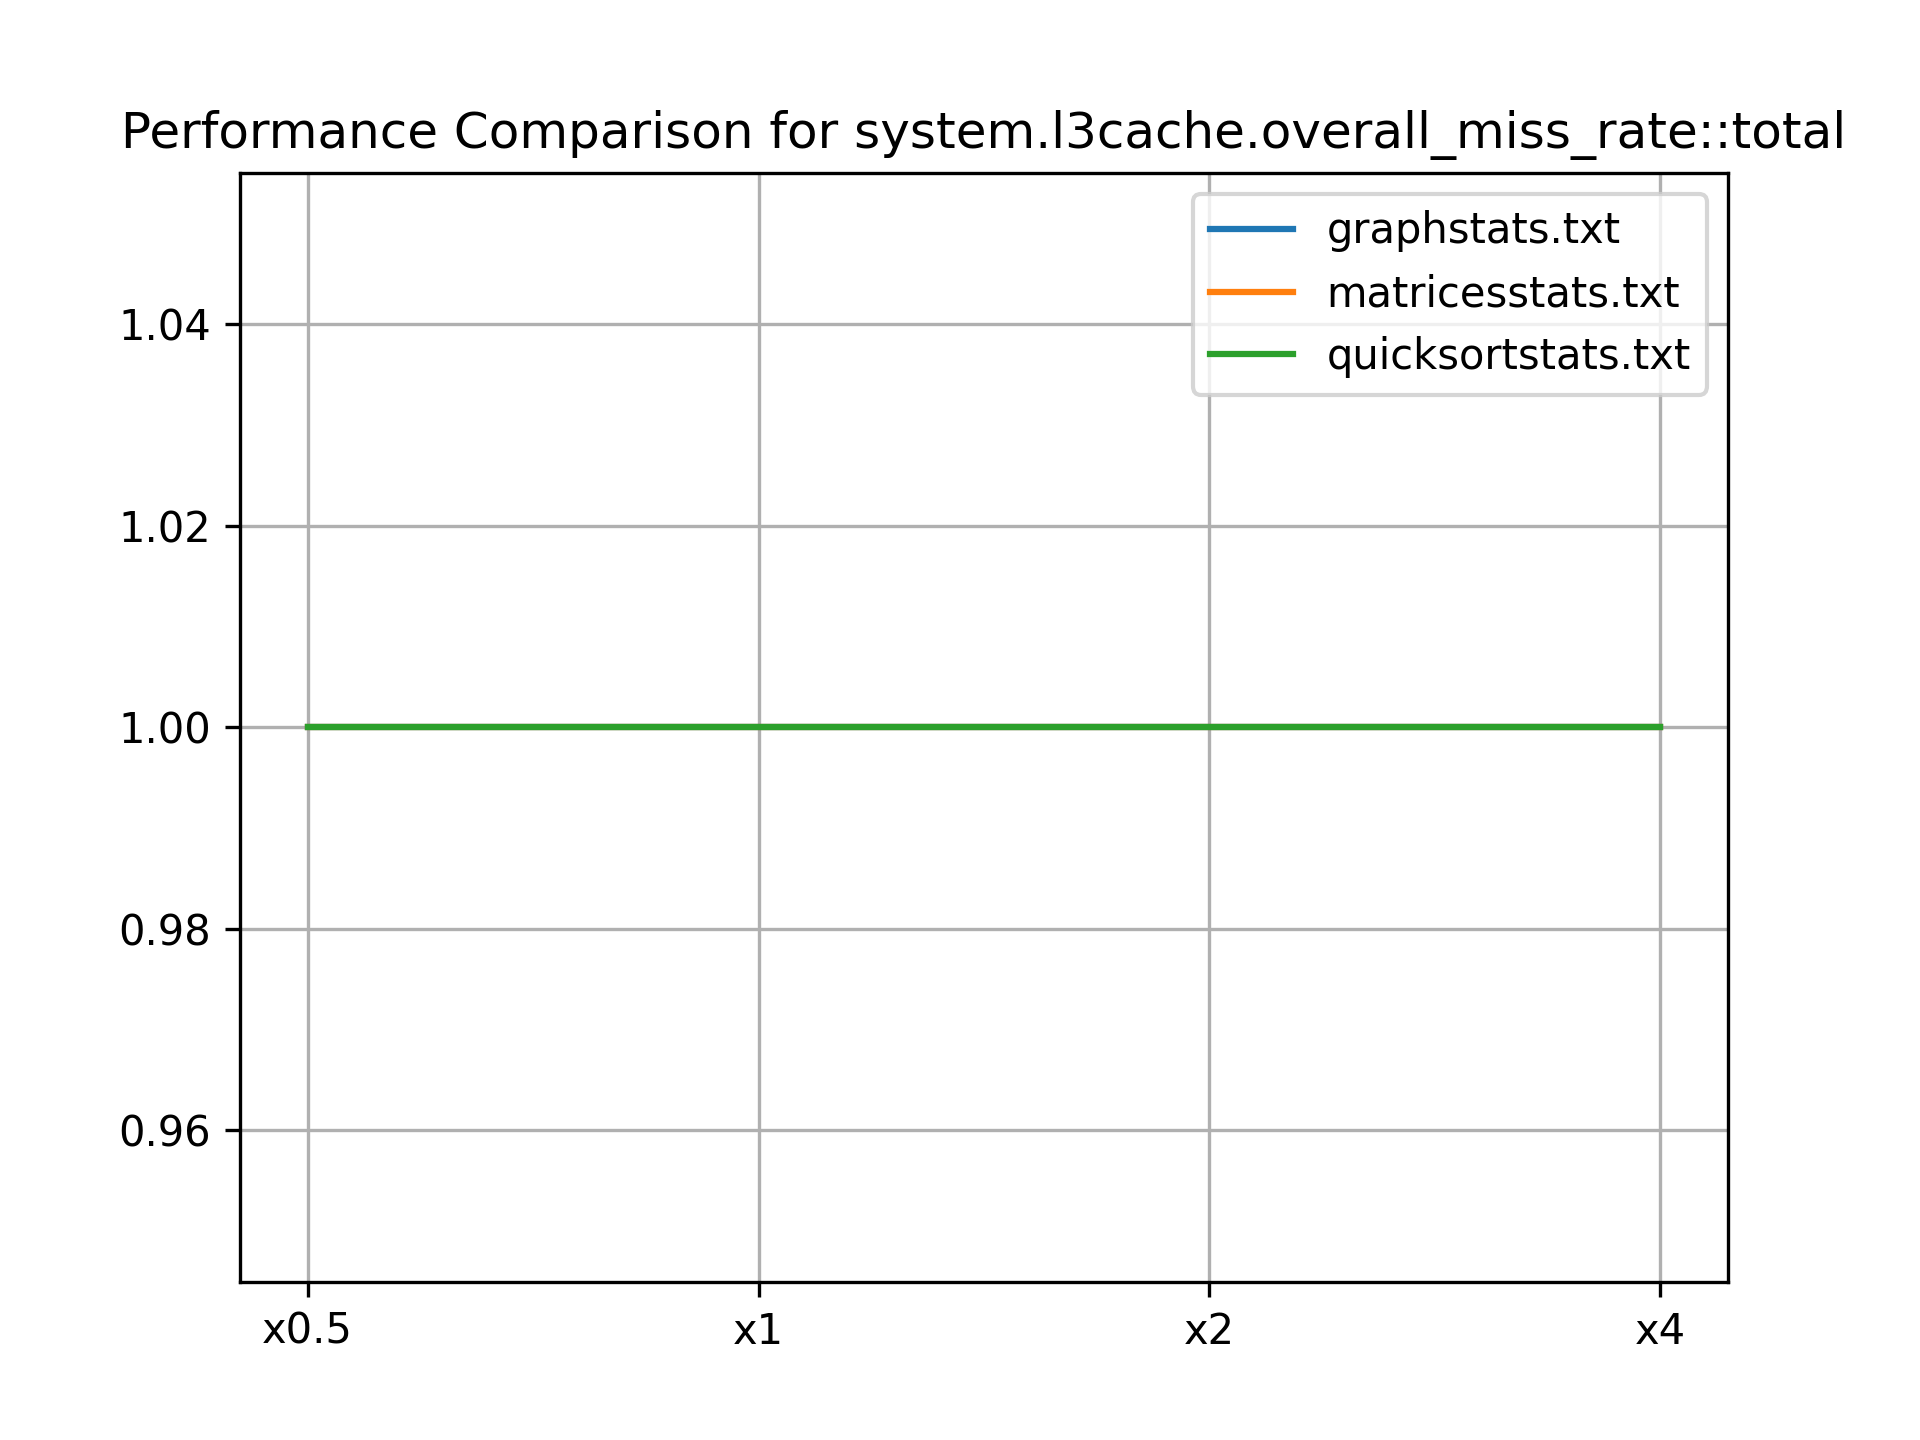 Performance Comparison for system.l3cache.overall_miss_rate::total
graphstats.txt
matricesstats.txt
quicksortstats.txt
1.04
1.02
1.00
0.98
0.96
x0.5 x1 x2 x4